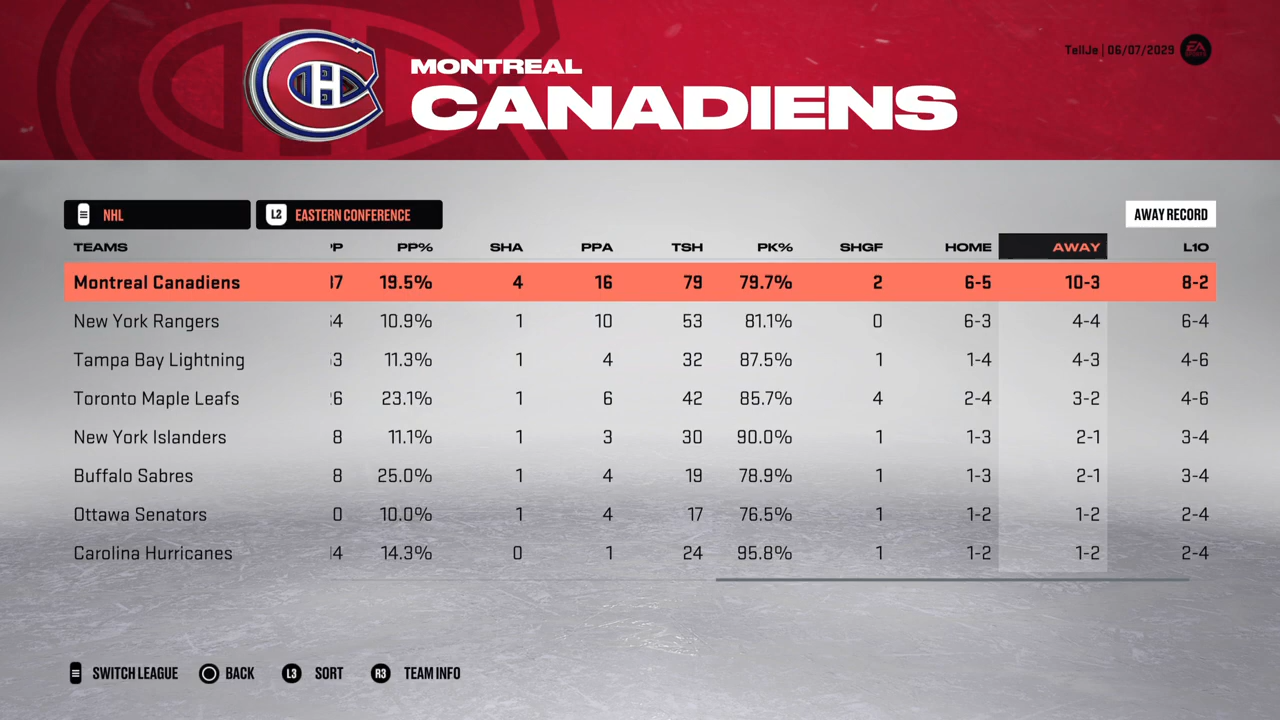 MONTREAL
CANADIENS
TellJe | 06/07/2029
NHL L2 EASTERN CONFERENCE AWAY RECORD
TEAMS PP% SHA PPA TSH PK% SHGF HOME AWAY L10
Montreal Canadiens 19.5% 4 16 79 79.7% 2 6-5 10-3 8-2
New York Rangers 10.9% 1 10 53 81.1% 0 6-3 4-4 6-4
Tampa Bay Lightning 11.3% 1 4 32 87.5% 1 1-4 4-3 4-6
Toronto Maple Leafs 23.1% 1 6 42 85.7% 4 2-4 3-2 4-6
New York Islanders 8 11.1% 1 3 30 90.0% 1 1-3 2-1 3-4
Buffalo Sabres 8 25.0% 1 4 19 78.9% 1 1-3 2-1 3-4
Ottawa Senators 0 10.0% 1 4 17 76.5% 1 1-2 1-2 2-4
Carolina Hurricanes 14.3% 0 1 24 95.8% 1 1-2 1-2 2-4
SWITCH LEAGUE BACK L3 SORT R3 TEAM INFO